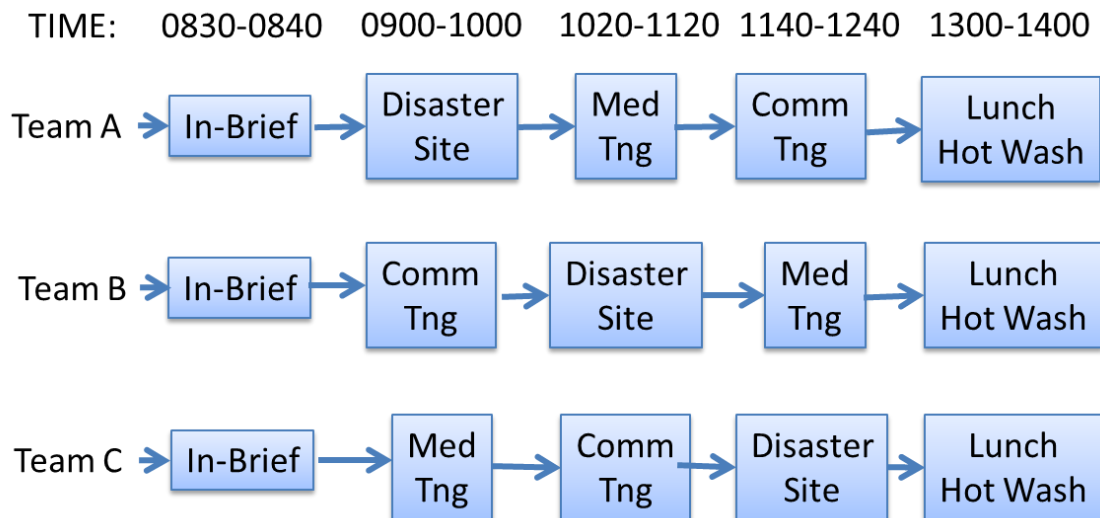 TIME: 0830-0840 0900-1000 1020-1120 1140-1240 1300-1400
Team A
In-Brief
Disaster
Site
Med
Tng
Comm
Tng
Lunch
Hot Wash
Team B
In-Brief
Comm
Tng
Disaster
Site
Med
Tng
Lunch
Hot Wash
Team C
In-Brief
Med
Tng
Comm
Tng
Disaster
Site
Lunch
Hot Wash